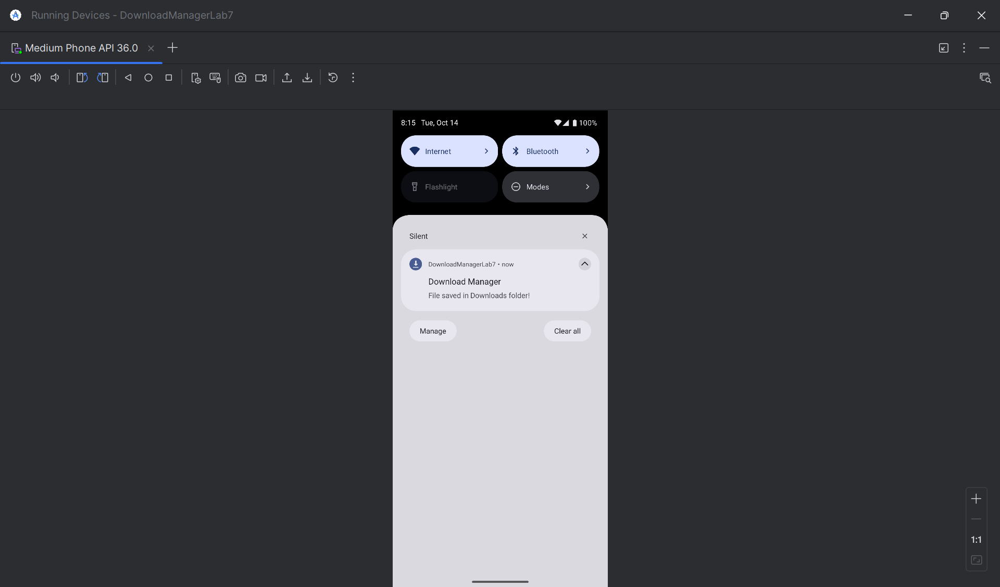 Running Devices - DownloadManagerLab7
Medium Phone API 36.0
8:15 Tue, Oct 14
100%
Internet
Bluetooth
Flashlight
Modes
Silent
DownloadManagerLab7 • now
Download Manager
File saved in Downloads folder!
Manage
Clear all
1:1